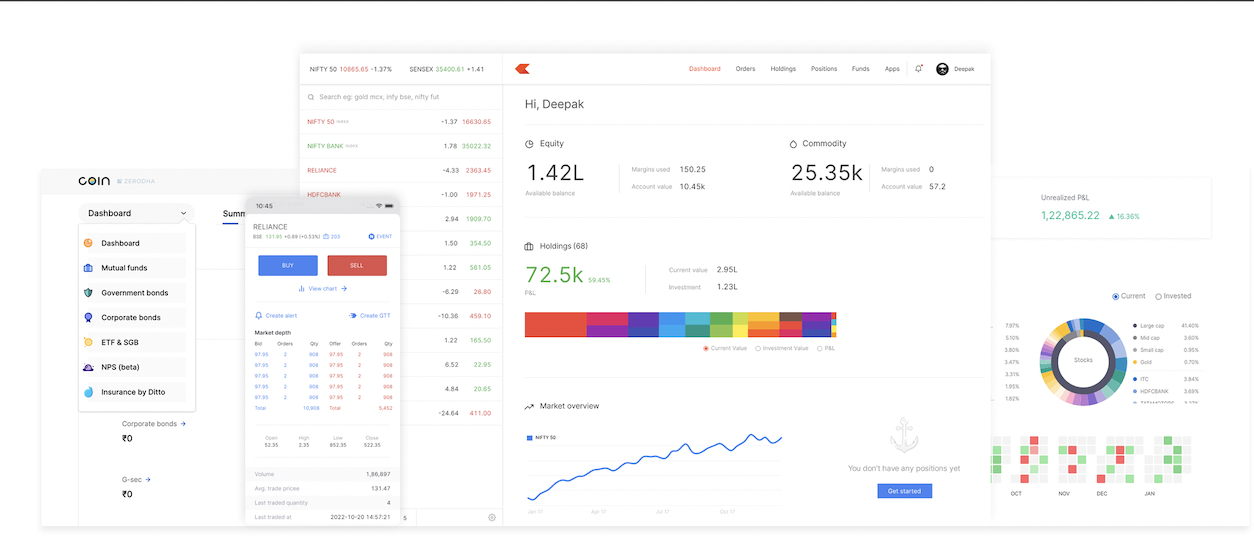 NIFTY 50 10865.65 -1.37% SENSEX 35400.61 +1.41
Dashboard Orders Holdings Positions Funds Apps Deepak
Search eg: gold mcx, infy bse, nifty fut
NIFTY 50 INDEX -1.37 16630.65
NIFTY BANK INDEX 1.78 35022.32
RELIANCE -4.33 2363.45
HDFCBANK -1.00 1971.25
2.94 1909.70
1.50 354.50
1.22 561.05
-6.29 28.80
-10.36 459.10
1.22 165.50
6.52 22.95
4.84 20.65
-24.64 411.00
5
Hi, Deepak
Equity
1.42L
Available balance
Margins used 150.25
Account value 10.45k
Commodity
25.35k
Available balance
Margins used 0
Account value 57.2
Holdings (68)
72.5k 59.45%
P&L
Current value 2.95L
Investment 1.23L
Current Value Investment Value P&L
Market overview
NIFTY 50
Jan 17 Apr 17 Jul 17 Oct 17
You don't have any positions yet
Get started
COIN ZERODHA
Dashboard
Summ
Dashboard
Mutual funds
Government bonds
Corporate bonds
ETF & SGB
NPS (beta)
Insurance by Ditto
Corporate bonds →
₹0
G-sec →
₹0
10:45
RELIANCE
BSE 131.95 +0.69 (+0.53%) 203 EVENT
BUY SELL
View chart →
Create alert Create GTT
Market depth
Bid Orders Qty Offer Orders Qty
97.95 2 908 97.95 2 908
97.95 2 908 97.95 2 908
97.95 2 908 97.95 2 908
97.95 2 908 97.95 2 908
97.95 2 908 97.95 2 908
Total 10,908 Total 5,452
Open High Low Close
52.35 2.35 852.35 522.35
Volume 1,86,897
Avg. trade pricee 131.47
Last traded quantity 4
Last traded at 2022-10-20 14:57:21
Unrealized P&L
1,22,865.22 ▲ 16.36%
Current Invested
7.97%
5.10%
3.80%
3.47%
3.31%
1.95%
1.82%
Stocks
Large cap 41.40%
Mid cap 3.60%
Small cap 0.95%
Gold 0.70%
ITC 3.84%
HDFCBANK 3.69%
OCT NOV DEC JAN